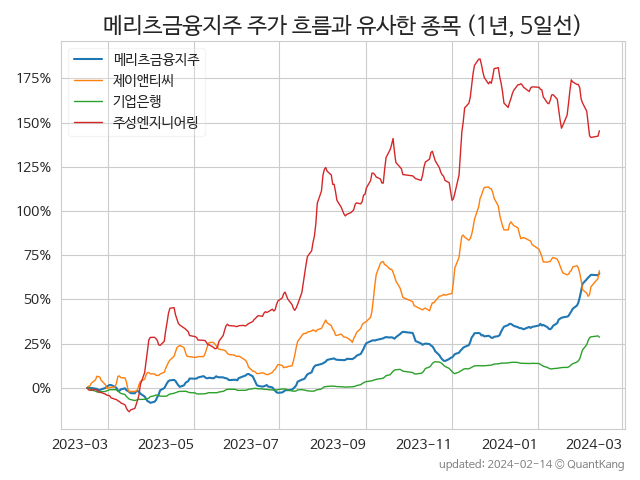 메리츠금융지주 주가 흐름과 유사한 종목 (1년, 5일선)
메리츠금융지주
제이앤티씨
기업은행
주성엔지니어링
175%
150%
125%
100%
75%
50%
25%
0%
2023-03 2023-05 2023-07 2023-09 2023-11 2024-01 2024-03
updated: 2024-02-14 @ QuantKang